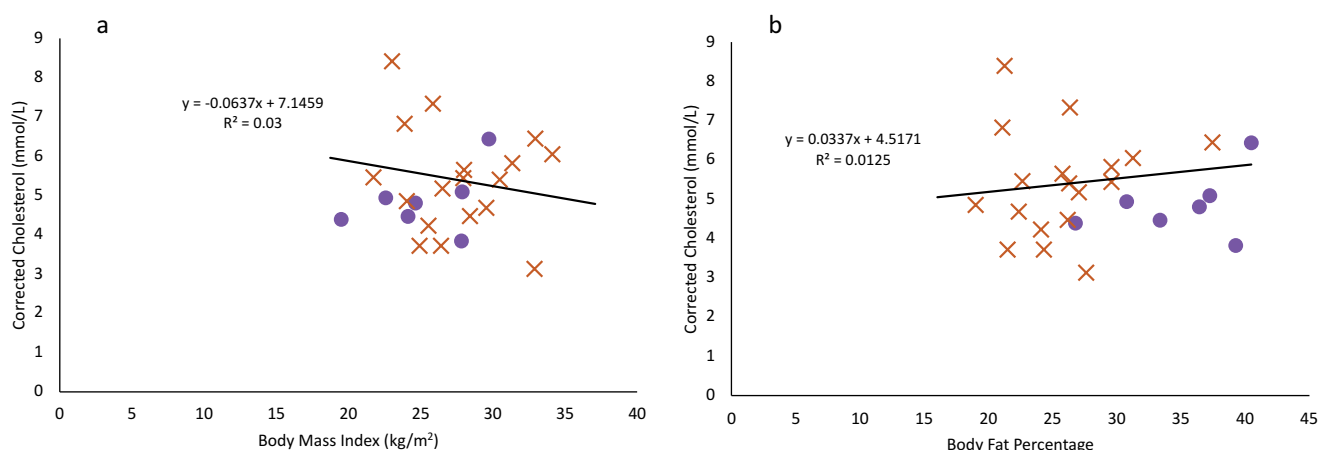 a
9
8
7
6
5
4
3
2
1
0
Corrected Cholesterol (mmol/L)
y = -0.0637x + 7.1459
R² = 0.03
0 5 10 15 20 25 30 35 40
Body Mass Index (kg/m²)
b
9
8
7
6
5
4
3
2
1
0
Corrected Cholesterol (mmol/L)
y = 0.0337x + 4.5171
R² = 0.0125
0 5 10 15 20 25 30 35 40 45
Body Fat Percentage